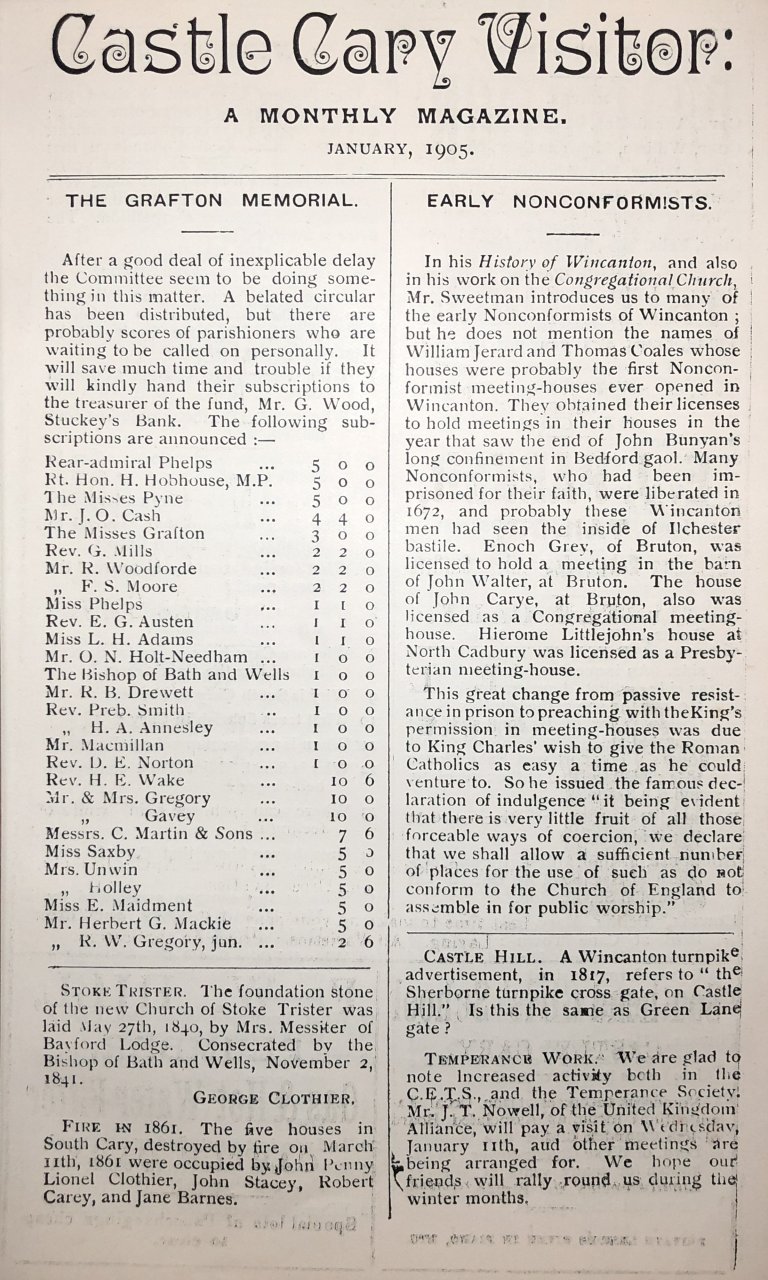 Castle Cary Visitor:
A MONTHLY MAGAZINE.
JANUARY, 1905.
THE GRAFTON MEMORIAL.
After a good deal of inexplicable delay
the Committee seem to be doing some-
thing in this matter. A belated circular
has been distributed, but there are
probably scores of parishioners who are
waiting to be called on personally. It
will save much time and trouble if they
will kindly hand their subscriptions to
the treasurer of the fund, Mr. G. Wood,
Stuckey's Bank. The following sub-
scriptions are announced :—
Rear-admiral Phelps ... 5 0 0
Rt. Hon. H. Hobhouse, M.P. 5 0 0
The Misses Pyne ... 5 0 0
Mr. J. O. Cash ... 4 4 0
The Misses Grafton ... 3 0 0
Rev. G. Mills ... 2 2 0
Mr. R. Woodforde ... 2 2 0
„ F. S. Moore ... 2 2 0
Miss Phelps ... 1 1 0
Rev. E. G. Austen ... 1 1 0
Miss L. H. Adams ... 1 1 0
Mr. O. N. Holt-Needham ... 1 0 0
The Bishop of Bath and Wells 1 0 0
Mr. R. B. Drewett ... 1 0 0
Rev. Preb. Smith ... 1 0 0
„ H. A. Annesley ... 1 0 0
Mr. Macmillan ... 1 0 0
Rev. D. E. Norton ... 1 0 0
Rev. H. E. Wake ... 10 6
Mr. & Mrs. Gregory ... 10 0
„ Gavey ... 10 0
Messrs. C. Martin & Sons ... 7 6
Miss Saxby ... 5 0
Mrs. Unwin ... 5 0
„ Holley ... 5 0
Miss E. Maidment ... 5 0
Mr. Herbert G. Mackie ... 5 0
„ R. W. Gregory, jun. ... 2 6
STOKE TRISTER. The foundation stone
of the new Church of Stoke Trister was
laid May 27th, 1840, by Mrs. Messiter of
Bayford Lodge. Consecrated by the
Bishop of Bath and Wells, November 2,
1841.
GEORGE CLOTHIER.
FIRE IN 1861. The five houses in
South Cary, destroyed by fire on March
11th, 1861 were occupied by John Penny
Lionel Clothier, John Stacey, Robert
Carey, and Jane Barnes.
EARLY NONCONFORMISTS.
In his History of Wincanton, and also
in his work on the Congregational Church,
Mr. Sweetman introduces us to many of
the early Nonconformists of Wincanton ;
but he does not mention the names of
William Jerard and Thomas Coales whose
houses were probably the first Noncon-
formist meeting-houses ever opened in
Wincanton. They obtained their licenses
to hold meetings in their houses in the
year that saw the end of John Bunyan's
long confinement in Bedford gaol. Many
Nonconformists, who had been im-
prisoned for their faith, were liberated in
1672, and probably these Wincanton
men had seen the inside of Ilchester
bastile. Enoch Grey, of Bruton, was
licensed to hold a meeting in the barn
of John Walter, at Bruton. The house
of John Carye, at Bruton, also was
licensed as a Congregational meeting-
house. Hierome Littlejohn's house at
North Cadbury was licensed as a Presby-
terian meeting-house.
This great change from passive resist-
ance in prison to preaching with the King's
permission in meeting-houses was due
to King Charles' wish to give the Roman
Catholics as easy a time as he could
venture to. So he issued the famous dec-
laration of indulgence "it being evident
that there is very little fruit of all those
forceable ways of coercion, we declare
that we shall allow a sufficient number
of places for the use of such as do not
conform to the Church of England to
assemble in for public worship."
CASTLE HILL. A Wincanton turnpike
advertisement, in 1817, refers to " the
Sherborne turnpike cross gate, on Castle
Hill." Is this the same as Green Lane
gate ?
TEMPERANCE WORK. We are glad to
note Increased activity both in the
C.E.T.S., and the Temperance Society.
Mr. J. T. Nowell, of the United Kingdom
Alliance, will pay a visit on Wednesday,
January 11th, and other meetings are
being arranged for. We hope our
friends will rally round us during the
winter months.